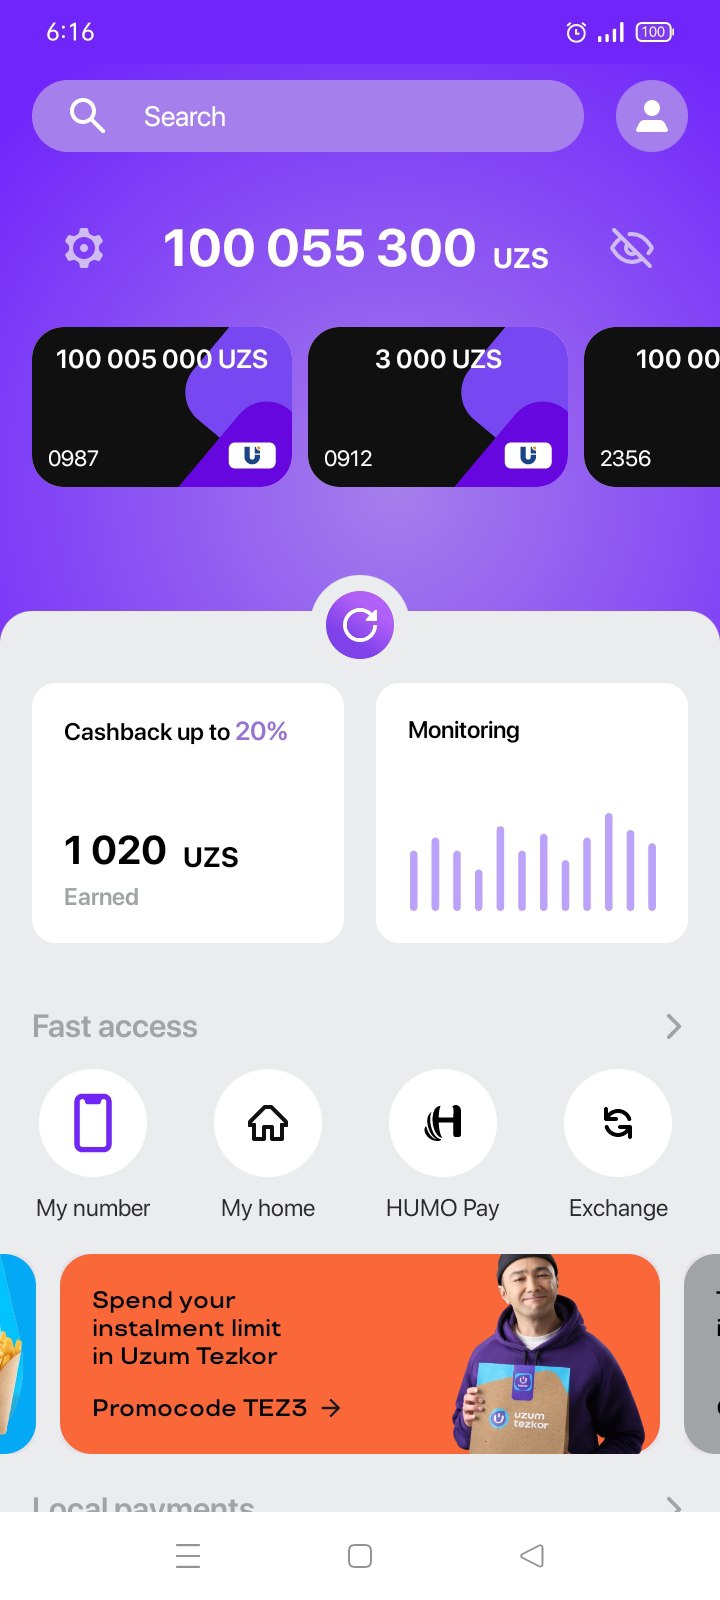 6:16
100
Search
100 055 300 UZS
100 005 000 UZS
3 000 UZS
100 00
0987
0912
2356
Cashback up to 20%
Monitoring
1 020 UZS
Earned
Fast access
My number
My home
HUMO Pay
Exchange
Spend your
instalment limit
in Uzum Tezkor
Promocode TEZ3 →
uzum
tezkor
Local payments